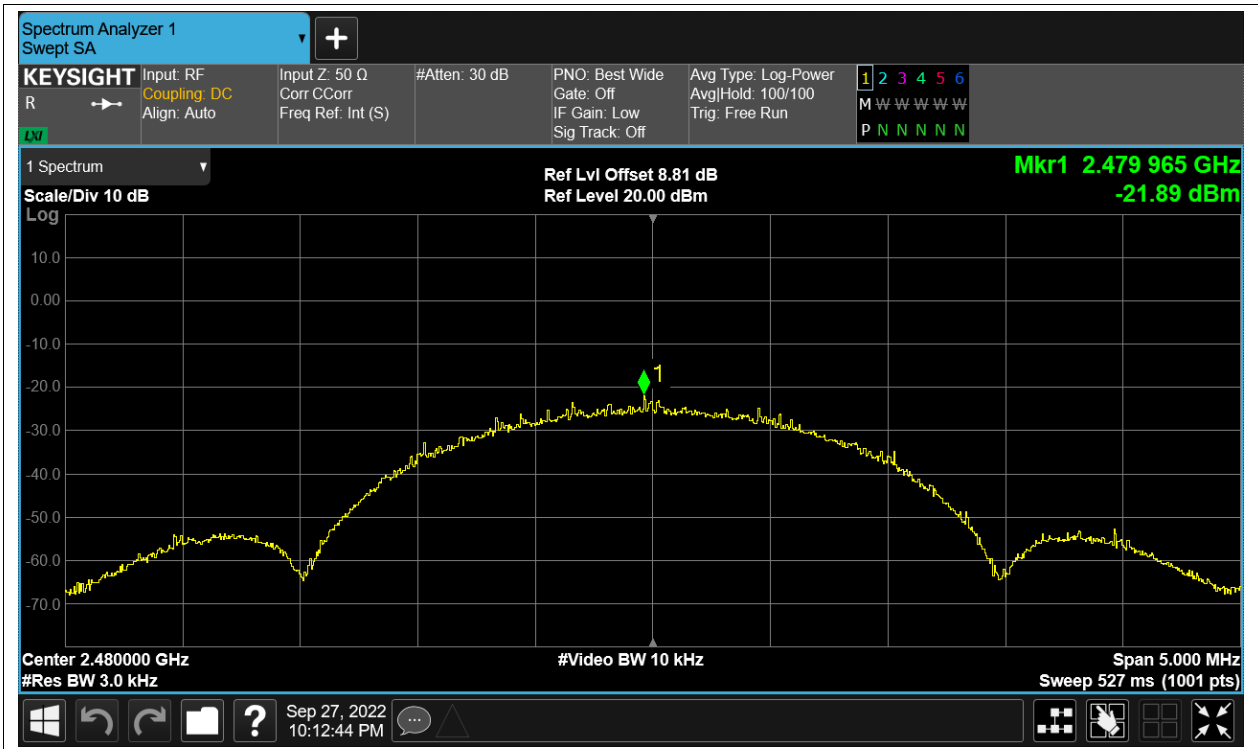 Spectrum Analyzer 1
Swept SA
KEYSIGHT
R
LXI
Input: RF
Coupling: DC
Align: Auto
Input Z: 50 Ω
Corr CCorr
Freq Ref: Int (S)
#Atten: 30 dB
PNO: Best Wide
Gate: Off
IF Gain: Low
Sig Track: Off
Avg Type: Log-Power
Avg|Hold: 100/100
Trig: Free Run
1 2 3 4 5 6
M W W W W W
P N N N N N
1 Spectrum
Scale/Div 10 dB
Log
Ref Lvl Offset 8.81 dB
Ref Level 20.00 dBm
Mkr1 2.479 965 GHz
-21.89 dBm
10.0
0.00
-10.0
-20.0
-30.0
-40.0
-50.0
-60.0
-70.0
1
Center 2.480000 GHz
#Res BW 3.0 kHz
#Video BW 10 kHz
Span 5.000 MHz
Sweep 527 ms (1001 pts)
?
Sep 27, 2022
10:12:44 PM